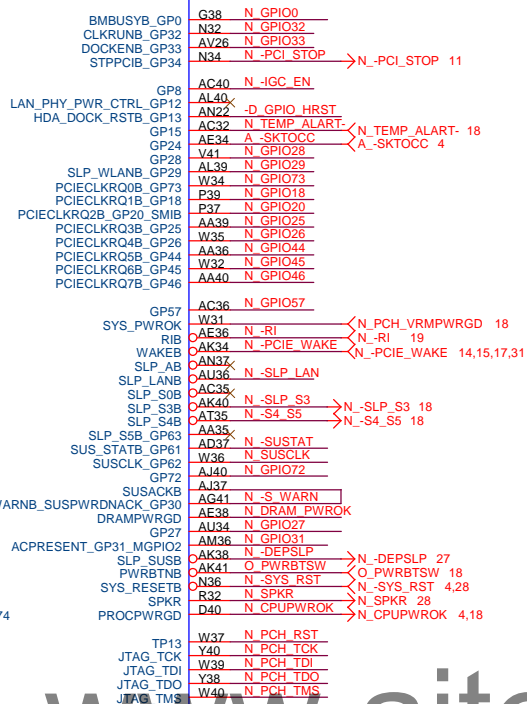 BMBUSYB_GP0 G38 N_GPIO0
CLKRUNB_GP32 N32 N_GPIO32
DOCKENB_GP33 AV26 N_GPIO33
STPPCIB_GP34 N34 N_-PCI_STOP N_-PCI_STOP 11
GP8 AC40 N_-IGC_EN
LAN_PHY_PWR_CTRL_GP12 AL40
HDA_DOCK_RSTB_GP13 AN22 -D_GPIO_HRST
GP15 AC32 N_TEMP_ALART- N_TEMP_ALART- 18
GP24 AE34 A_-SKTOCC A_-SKTOCC 4
GP28 V41 N_GPIO28
SLP_WLANB_GP29 AL39 N_GPIO29
PCIECLKRQ0B_GP73 W34 N_GPIO73
PCIECLKRQ1B_GP18 P39 N_GPIO18
PCIECLKRQ2B_GP20_SMIB P37 N_GPIO20
PCIECLKRQ3B_GP25 AA39 N_GPIO25
PCIECLKRQ4B_GP26 W35 N_GPIO26
PCIECLKRQ5B_GP44 AA36 N_GPIO44
PCIECLKRQ6B_GP45 W32 N_GPIO45
PCIECLKRQ7B_GP46 AA40 N_GPIO46
GP57 AC36 N_GPIO57
SYS_PWROK W31 N_PCH_VRMPWRGD 18
RIB AE36 N_-RI N_-RI 19
WAKEB AK34 N_-PCIE_WAKE N_-PCIE_WAKE 14,15,17,31
SLP_AB AN37
SLP_LANB AU36 N_-SLP_LAN
SLP_S0B AC35
SLP_S3B AK40 N_-SLP_S3 N_-SLP_S3 18
SLP_S4B AT35 N_-S4_S5 N_-S4_S5 18
SLP_S5B_GP63 AA35
SUS_STATB_GP61 AD37 N_-SUSTAT
SUSCLK_GP62 W36 N_SUSCLK
GP72 AJ40 N_GPIO72
SUSACKB AJ37
WARNB_SUSPWRDNACK_GP30 AG41 N_-S_WARN
DRAMPWRGD AE38 N_DRAM_PWROK
GP27 AU34 N_GPIO27
ACPRESENT_GP31_MGPIO2 AM36 N_GPIO31
SLP_SUSB AK38 N_-DEPSLP N_-DEPSLP 27
PWRBTNB AK41 O_PWRBTSW O_PWRBTSW 18
SYS_RESETB N36 N_-SYS_RST N_-SYS_RST 4,28
SPKR R32 N_SPKR N_SPKR 28
74 PROCPWRGD D40 N_CPUPWROK N_CPUPWROK 4,18
TP13 W37 N_PCH_RST
JTAG_TCK Y40 N_PCH_TCK
JTAG_TDI W39 N_PCH_TDI
JTAG_TDO Y38 N_PCH_TDO
JTAG_TMS W40 N_PCH_TMS